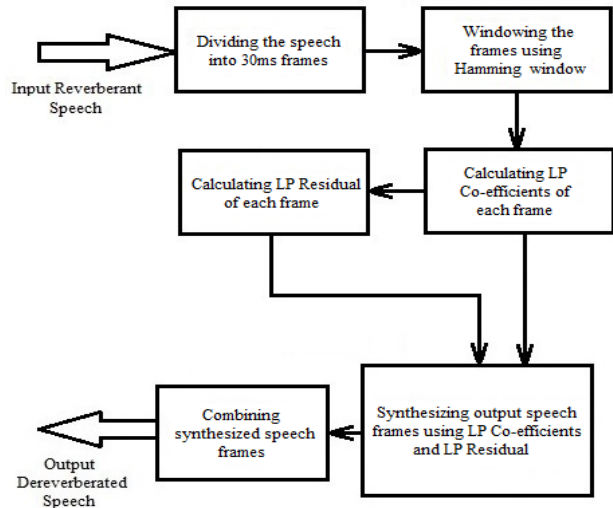 Dividing the speech
into 30ms frames
Windowing the
frames using
Hamming window
Input Reverberant
Speech
Calculating LP Residual
of each frame
Calculating LP
Co-efficients of
each frame
Combining
synthesized speech
frames
Synthesizing output speech
frames using LP Co-efficients
and LP Residual
Output
Dereverberated
Speech